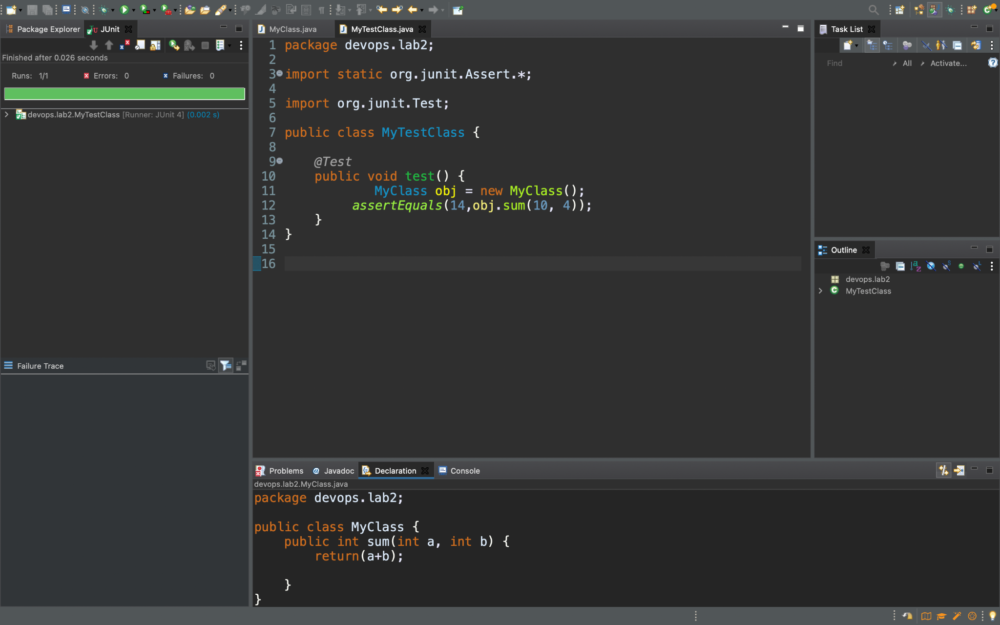 Package Explorer
JUnit
Finished after 0.026 seconds
Runs: 1/1
Errors: 0
Failures: 0
devops.lab2.MyTestClass [Runner: JUnit 4] (0.002 s)
Failure Trace
MyClass.java
MyTestClass.java
1 package devops.lab2;
2
3 import static org.junit.Assert.*;
4
5 import org.junit.Test;
6
7 public class MyTestClass {
8
9 @Test
10 public void test() {
11 MyClass obj = new MyClass();
12 assertEquals(14,obj.sum(10, 4));
13 }
14 }
15
16
Task List
Find
All
Activate...
Outline
devops.lab2
MyTestClass
Problems
Javadoc
Declaration
Console
devops.lab2.MyClass.java
package devops.lab2;
public class MyClass {
public int sum(int a, int b) {
return(a+b);
}
}